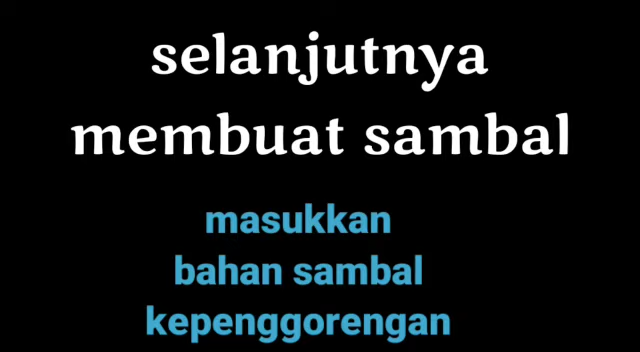 selanjutnya
membuat sambal
masukkan
bahan sambal
kepenggorengan